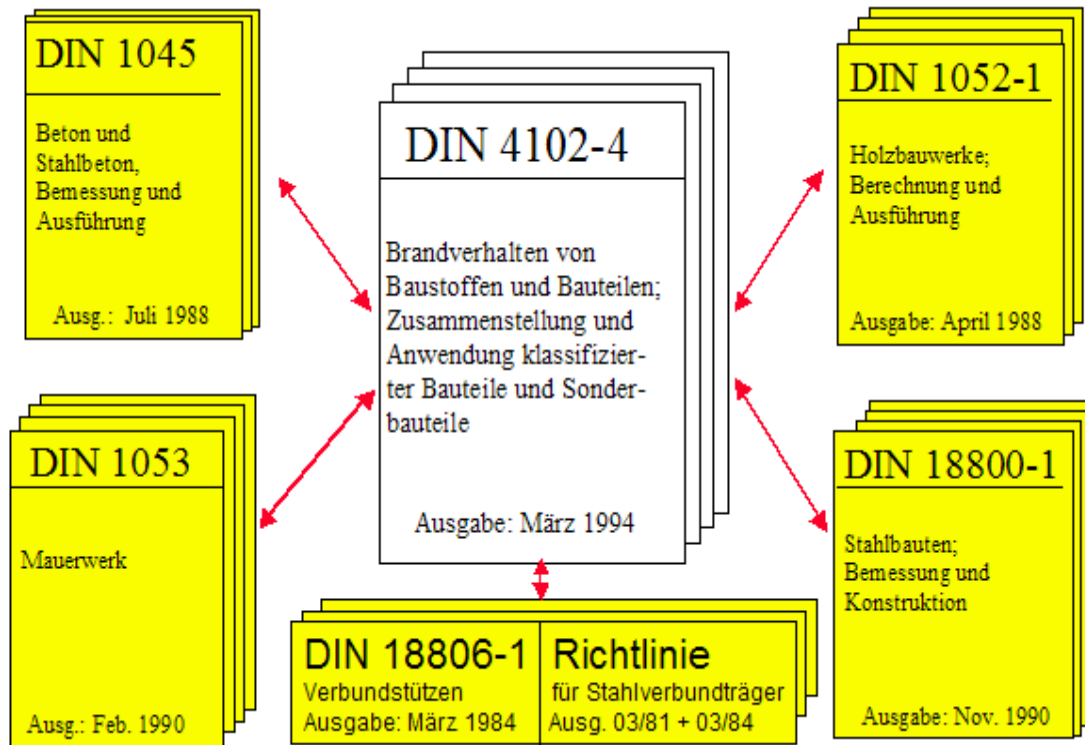 DIN 1045
Beton und
Stahlbeton,
Bemessung und
Ausführung
Ausg.: Juli 1988
DIN 4102-4
Brandverhalten von
Baustoffen und Bauteilen;
Zusammenstellung und
Anwendung klassifizier-
ter Bauteile und Sonder-
bauteile
Ausgabe: März 1994
DIN 1052-1
Holzbauwerke;
Berechnung und
Ausführung
Ausgabe: April 1988
DIN 1053
Mauerwerk
Ausg.: Feb. 1990
DIN 18806-1
Verbundstützen
Ausgabe: März 1984
Richtlinie
für Stahlverbundträger
Ausg. 03/81 + 03/84
DIN 18800-1
Stahlbauten;
Bemessung und
Konstruktion
Ausgabe: Nov. 1990